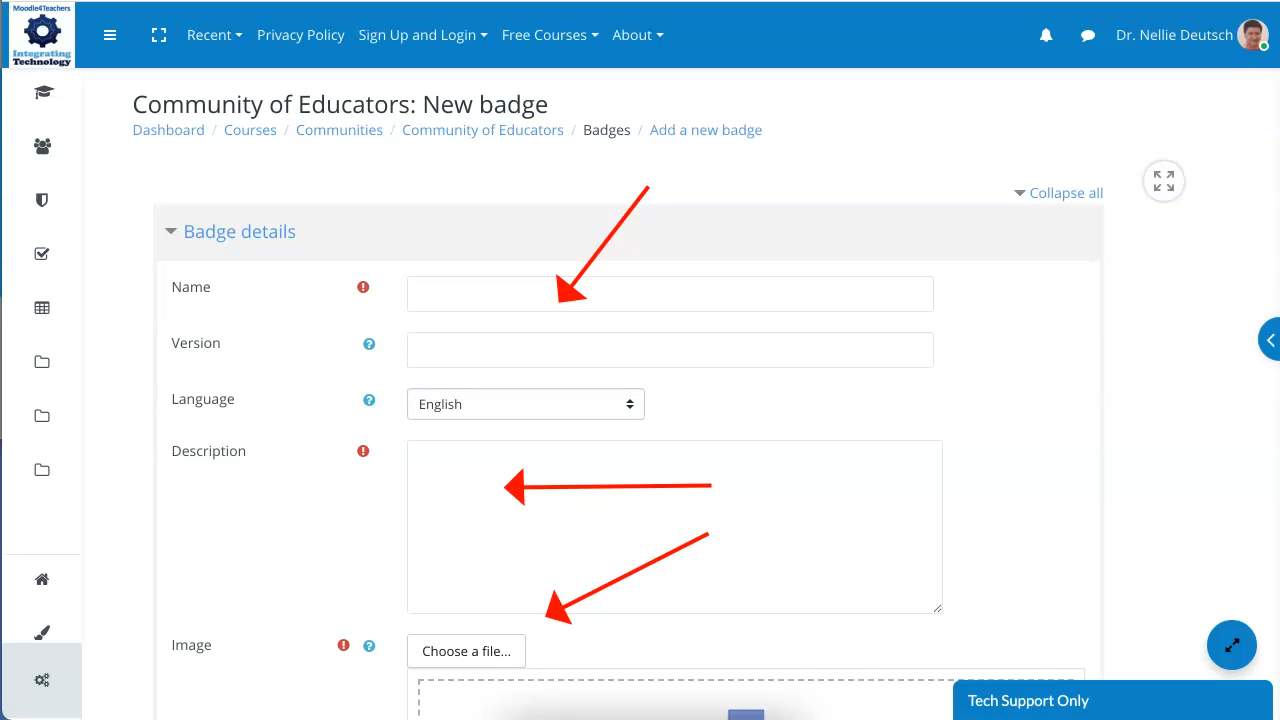 Moodle4Teachers
Integrating
Technology
Recent Privacy Policy Sign Up and Login Free Courses About Dr. Nellie Deutsch
Community of Educators: New badge
Dashboard / Courses / Communities / Community of Educators / Badges / Add a new badge
Collapse all
Badge details
Name
Version
Language English
Description
Image Choose a file...
Tech Support Only